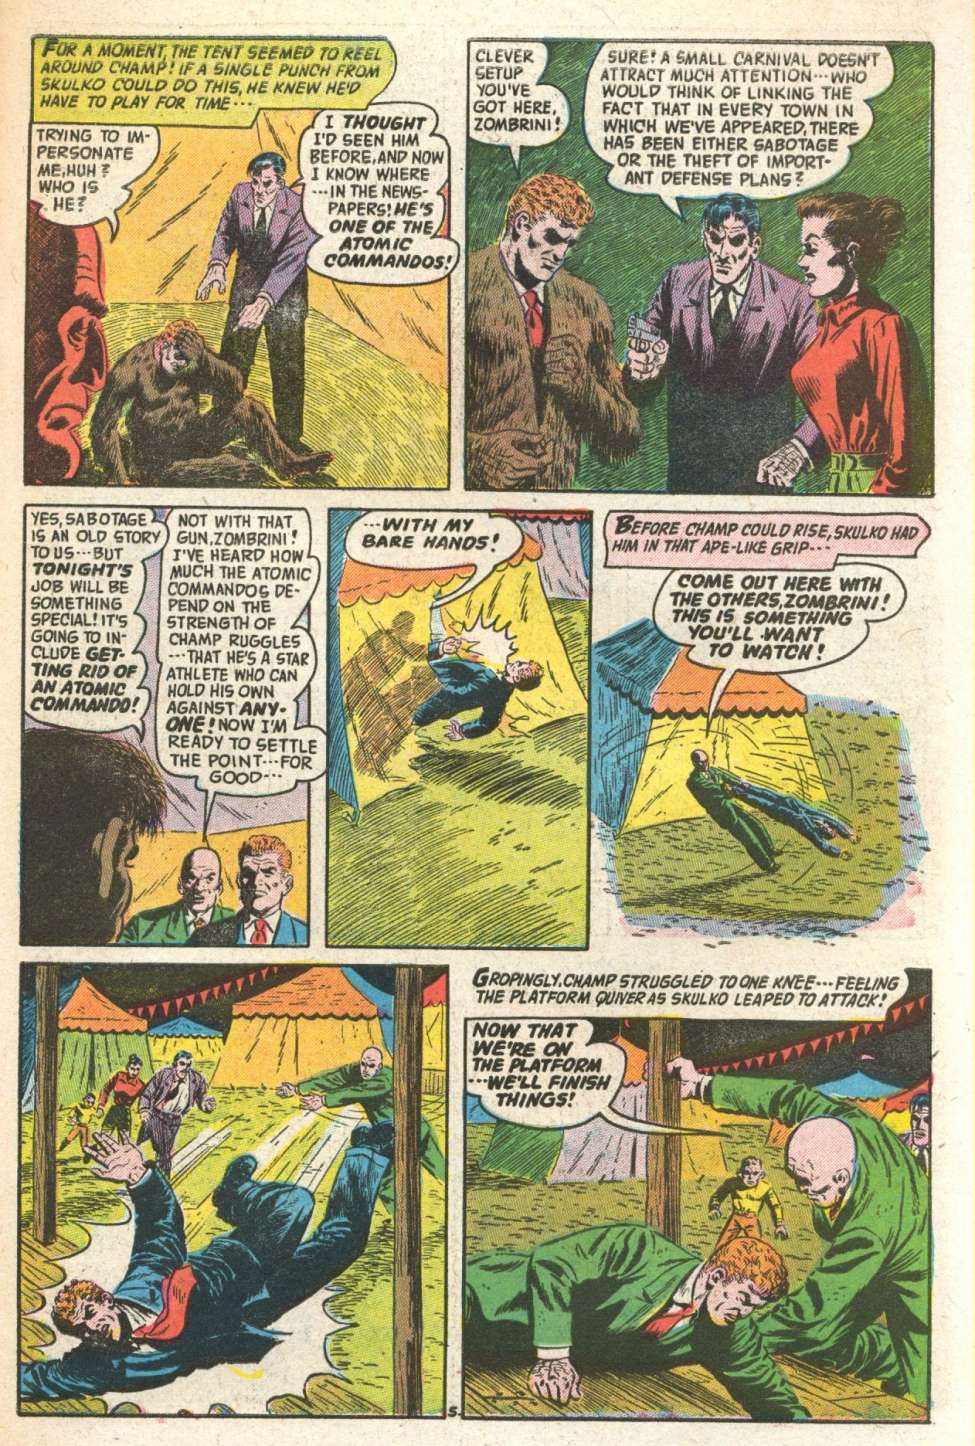 FOR A MOMENT, THE TENT SEEMED TO REEL
AROUND CHAMP! IF A SINGLE PUNCH FROM
SKULKO COULD DO THIS, HE KNEW HE'D
HAVE TO PLAY FOR TIME---
TRYING TO IM-
PERSONATE
ME, HUH?
WHO IS
HE?
I THOUGHT
I'D SEEN HIM
BEFORE, AND NOW
I KNOW WHERE
---IN THE NEWS-
PAPERS! HE'S
ONE OF THE
ATOMIC
COMMANDOS!
CLEVER
SETUP
YOU'VE
GOT HERE,
ZOMBRINI!
SURE! A SMALL CARNIVAL DOESN'T
ATTRACT MUCH ATTENTION---WHO
WOULD THINK OF LINKING THE
FACT THAT IN EVERY TOWN IN
WHICH WE'VE APPEARED, THERE
HAS BEEN EITHER SABOTAGE
OR THE THEFT OF IMPORT-
ANT DEFENSE PLANS?
YES, SABOTAGE
IS AN OLD STORY
TO US---BUT
TONIGHT'S
JOB WILL BE
SOMETHING
SPECIAL! IT'S
GOING TO IN-
CLUDE GET-
TING RID OF
AN ATOMIC
COMMANDO!
NOT WITH THAT
GUN, ZOMBRINI!
I'VE HEARD HOW
MUCH THE ATOMIC
COMMANDOS DE-
PEND ON THE
STRENGTH OF
CHAMP RUGGLES
---THAT HE'S A STAR
ATHLETE WHO CAN
HOLD HIS OWN
AGAINST ANY-
ONE! NOW I'M
READY TO SETTLE
THE POINT---FOR
GOOD---
---WITH MY
BARE HANDS!
BEFORE CHAMP COULD RISE, SKULKO HAD
HIM IN THAT APE-LIKE GRIP---
COME OUT HERE WITH
THE OTHERS, ZOMBRINI!
THIS IS SOMETHING
YOU'LL WANT
TO WATCH!
GROPINGLY, CHAMP STRUGGLED TO ONE KNEE---FEELING
THE PLATFORM QUIVER AS SKULKO LEAPED TO ATTACK!
NOW THAT
WE'RE ON
THE PLATFORM
---WE'LL FINISH
THINGS!
5